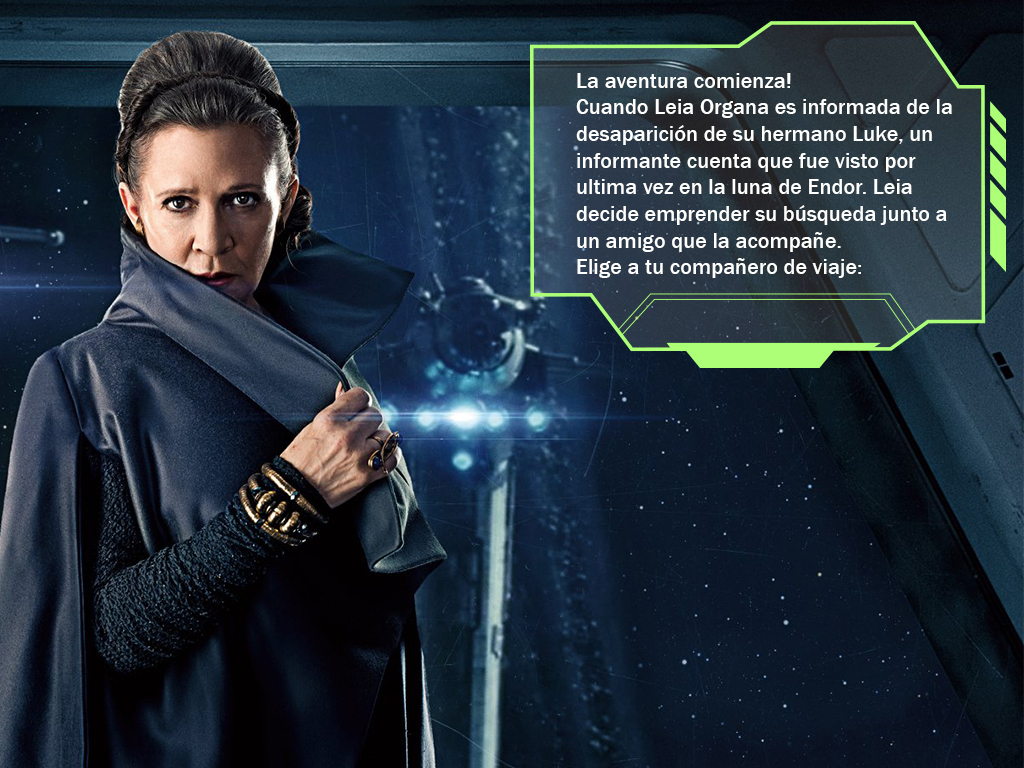 La aventura comienza!
Cuando Leia Organa es informada de la
desaparición de su hermano Luke, un
informante cuenta que fue visto por
ultima vez en la luna de Endor. Leia
decide emprender su búsqueda junto a
un amigo que la acompañe.
Elige a tu compañero de viaje: